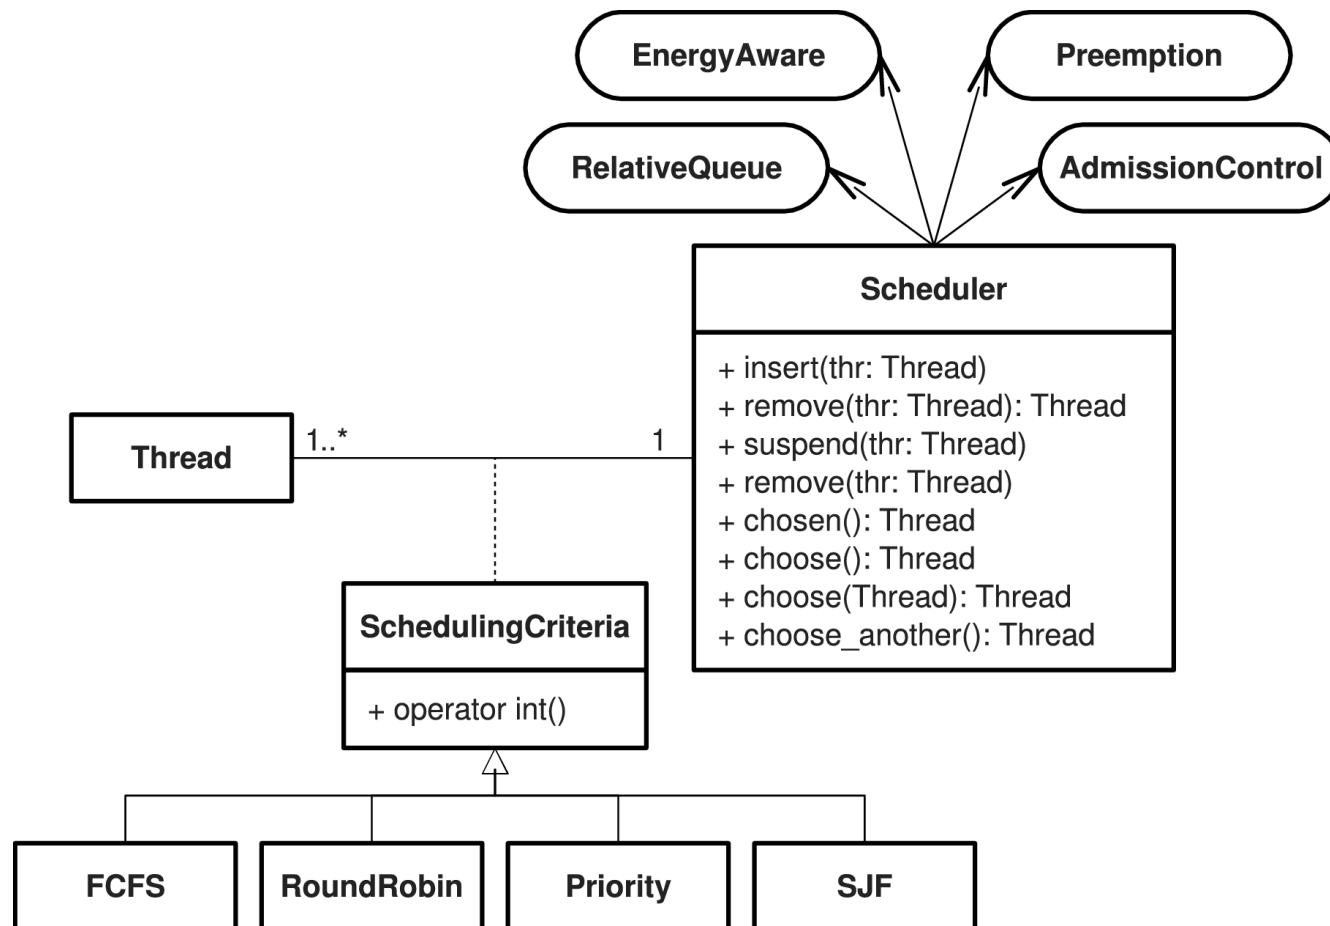 EnergyAware
Preemption
RelativeQueue
AdmissionControl
Scheduler
+ insert(thr: Thread)
+ remove(thr: Thread): Thread
+ suspend(thr: Thread)
+ remove(thr: Thread)
+ chosen(): Thread
+ choose(): Thread
+ choose(Thread): Thread
+ choose_another(): Thread
Thread
1..*
1
SchedulingCriteria
+ operator int()
FCFS
RoundRobin
Priority
SJF